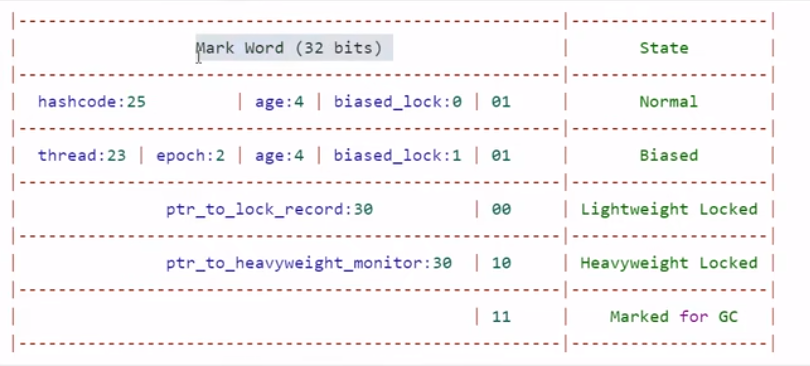 |-------------------------------------------------------|--------------------|
| Mark Word (32 bits) | State |
|-------------------------------------------------------|--------------------|
| hashcode:25 | age:4 | biased_lock:0 | 01 | Normal |
|-------------------------------------------------------|--------------------|
| thread:23 | epoch:2 | age:4 | biased_lock:1 | 01 | Biased |
|-------------------------------------------------------|--------------------|
| ptr_to_lock_record:30 | 00 | Lightweight Locked |
|-------------------------------------------------------|--------------------|
| ptr_to_heavyweight_monitor:30 | 10 | Heavyweight Locked |
|-------------------------------------------------------|--------------------|
| | 11 | Marked for GC |
|-------------------------------------------------------|--------------------|